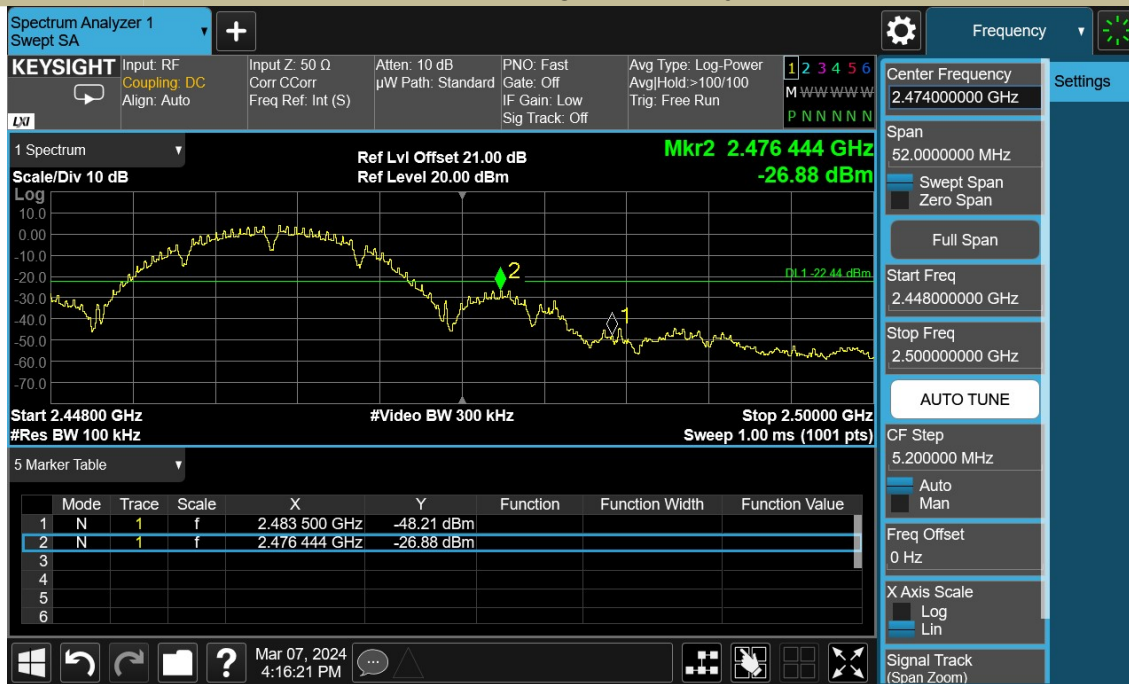 Spectrum Analyzer 1
Swept SA
+
Frequency
KEYSIGHT
LXI
Input: RF
Coupling: DC
Align: Auto
Input Z: 50 Ω
Corr CCorr
Freq Ref: Int (S)
Atten: 10 dB
µW Path: Standard
PNO: Fast
Gate: Off
IF Gain: Low
Sig Track: Off
Avg Type: Log-Power
Avg|Hold:>100/100
Trig: Free Run
1 2 3 4 5 6
M W W W W W
P N N N N N
1 Spectrum
Scale/Div 10 dB
Ref Lvl Offset 21.00 dB
Ref Level 20.00 dBm
Mkr2 2.476 444 GHz
-26.88 dBm
Log
10.0
0.00
-10.0
-20.0
-30.0
-40.0
-50.0
-60.0
-70.0
2
1
DL1 -22.44 dBm
Start 2.44800 GHz
#Res BW 100 kHz
#Video BW 300 kHz
Stop 2.50000 GHz
Sweep 1.00 ms (1001 pts)
5 Marker Table
Mode Trace Scale X Y Function Function Width Function Value
1 N 1 f 2.483 500 GHz -48.21 dBm
2 N 1 f 2.476 444 GHz -26.88 dBm
3
4
5
6
?
Mar 07, 2024
4:16:21 PM
Center Frequency
2.474000000 GHz
Settings
Span
52.0000000 MHz
Swept Span
Zero Span
Full Span
Start Freq
2.448000000 GHz
Stop Freq
2.500000000 GHz
AUTO TUNE
CF Step
5.200000 MHz
Auto
Man
Freq Offset
0 Hz
X Axis Scale
Log
Lin
Signal Track
(Span Zoom)